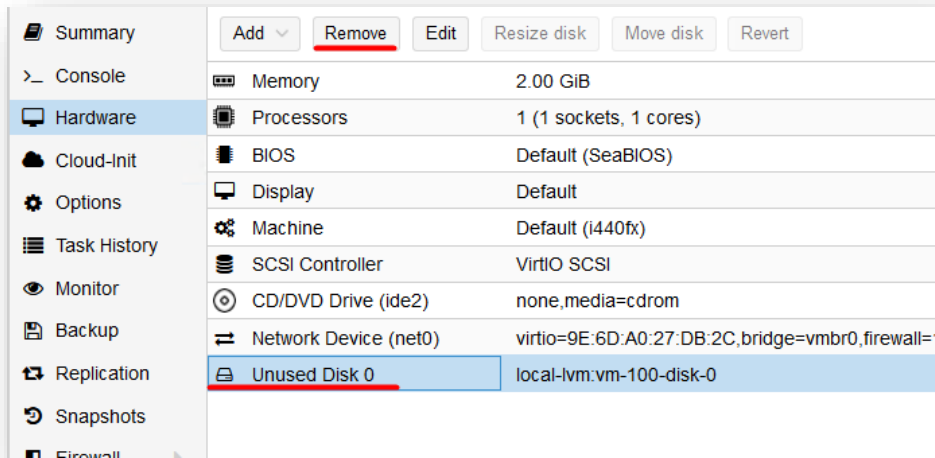 Summary
Console
Hardware
Cloud-Init
Options
Task History
Monitor
Backup
Replication
Snapshots
Firewall
Add Remove Edit Resize disk Move disk Revert
Memory 2.00 GiB
Processors 1 (1 sockets, 1 cores)
BIOS Default (SeaBIOS)
Display Default
Machine Default (i440fx)
SCSI Controller VirtIO SCSI
CD/DVD Drive (ide2) none,media=cdrom
Network Device (net0) virtio=9E:6D:A0:27:DB:2C,bridge=vmbr0,firewall=
Unused Disk 0 local-lvm:vm-100-disk-0